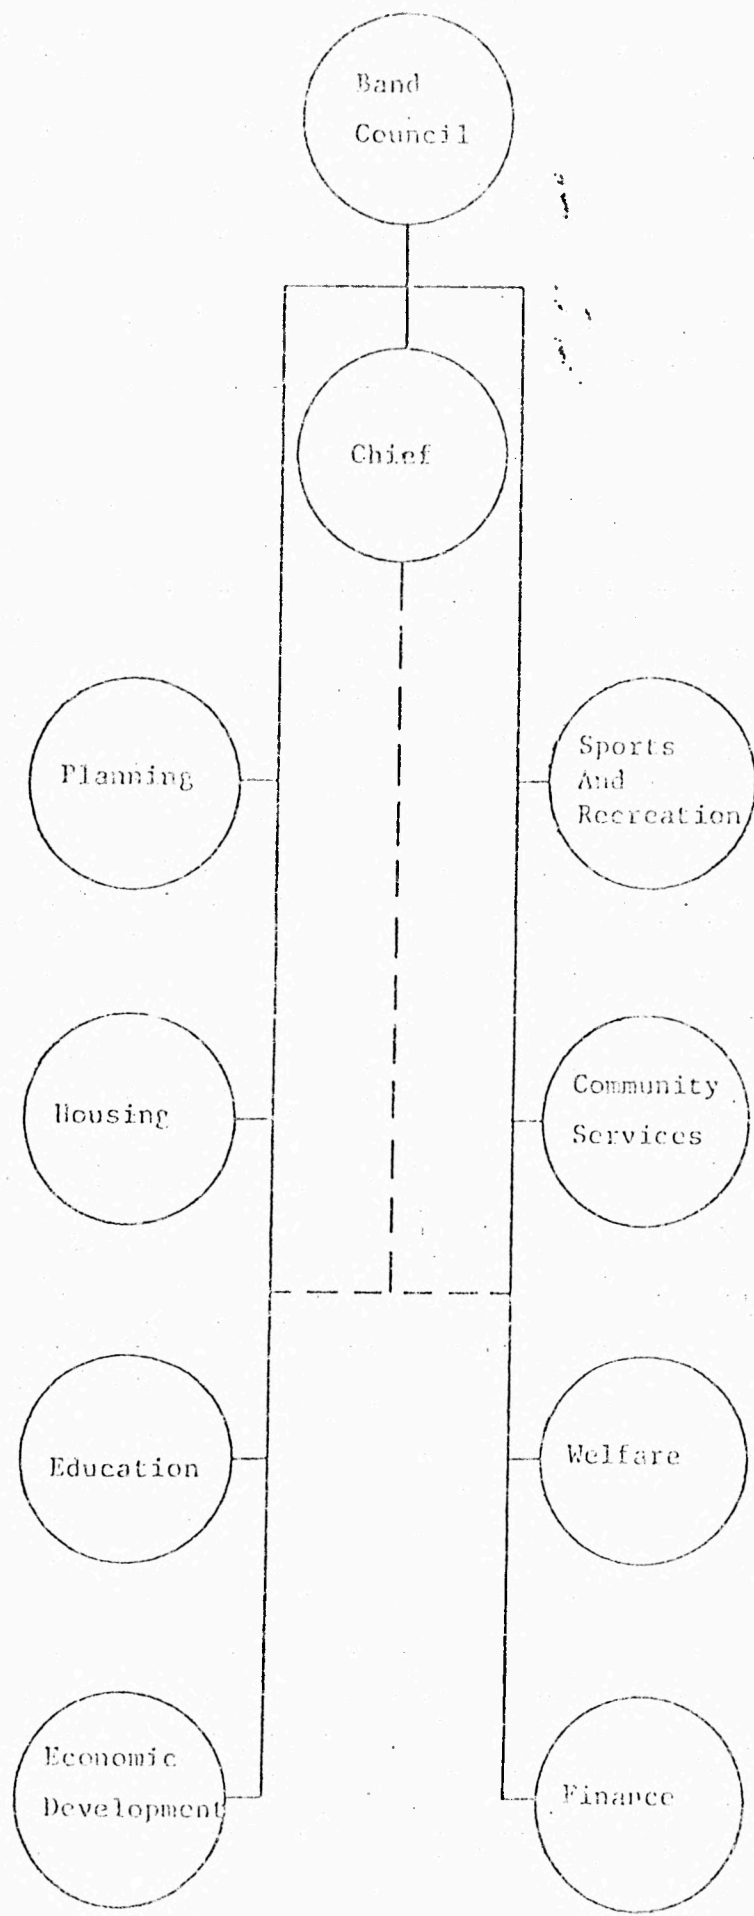 Band
Council
Chief
Planning
Sports
And
Recreation
Housing
Community
Services
Education
Welfare
Economic
Development
Finance